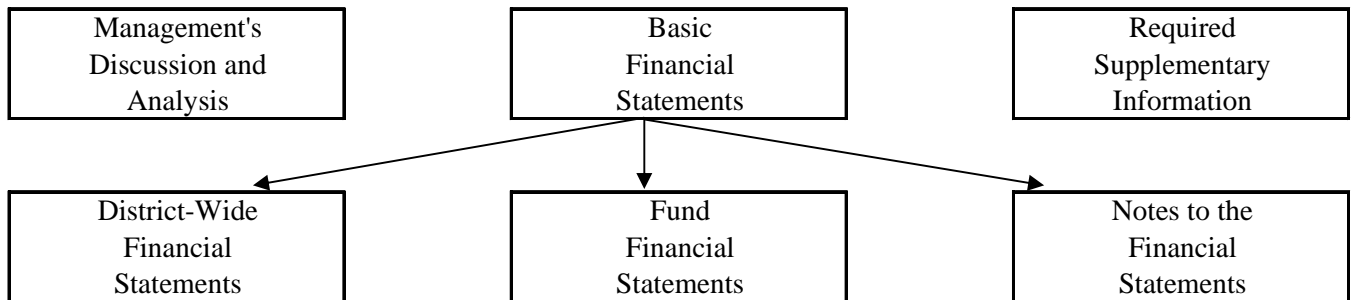 Management's
Discussion and
Analysis
Basic
Financial
Statements
Required
Supplementary
Information
District-Wide
Financial
Statements
Fund
Financial
Statements
Notes to the
Financial
Statements